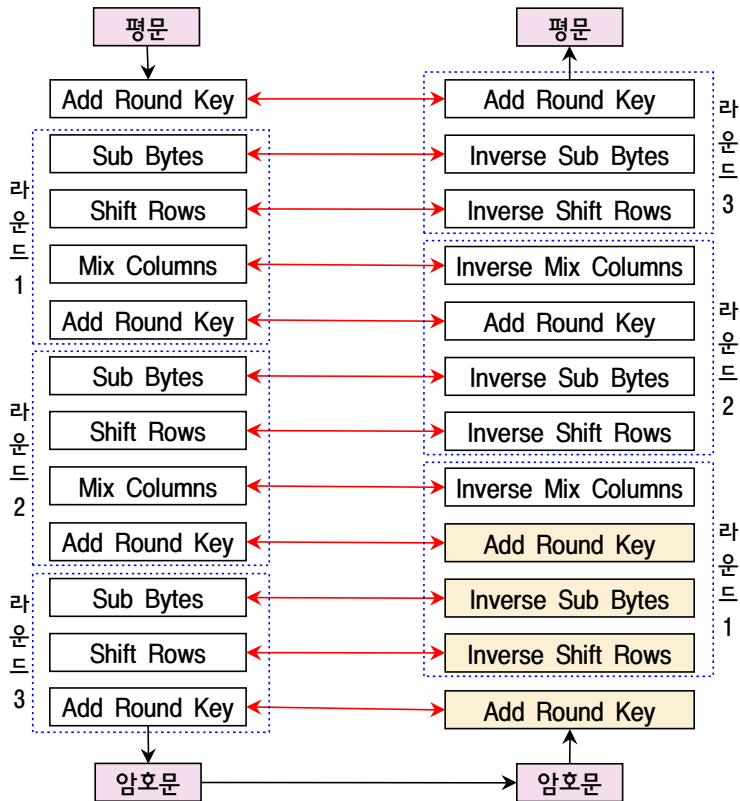 평문
Add Round Key
라운드 1
Sub Bytes
Shift Rows
Mix Columns
Add Round Key
라운드 2
Sub Bytes
Shift Rows
Mix Columns
Add Round Key
라운드 3
Sub Bytes
Shift Rows
Add Round Key
암호문
평문
Add Round Key
Inverse Sub Bytes
Inverse Shift Rows
라운드 3
Inverse Mix Columns
Add Round Key
Inverse Sub Bytes
Inverse Shift Rows
라운드 2
Inverse Mix Columns
Add Round Key
Inverse Sub Bytes
Inverse Shift Rows
라운드 1
Add Round Key
암호문